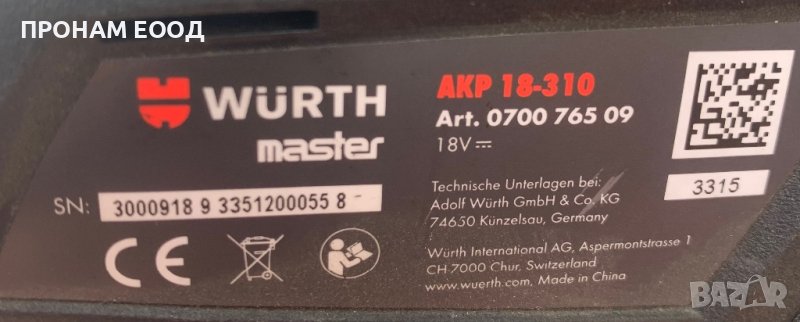 ПРОНАМ ЕООД
WÜRTH
master
AKP 18-310
Art. 0700 765 09
18V
SN: 3000918 9 3351200055 8
3315
Technische Unterlagen bei:
Adolf Würth GmbH & Co. KG
74650 Künzelsau, Germany
Würth International AG, Aspermontstrasse 1
CH-7000 Chur, Switzerland
www.wuerth.com, Made in China
CE
BAZAR